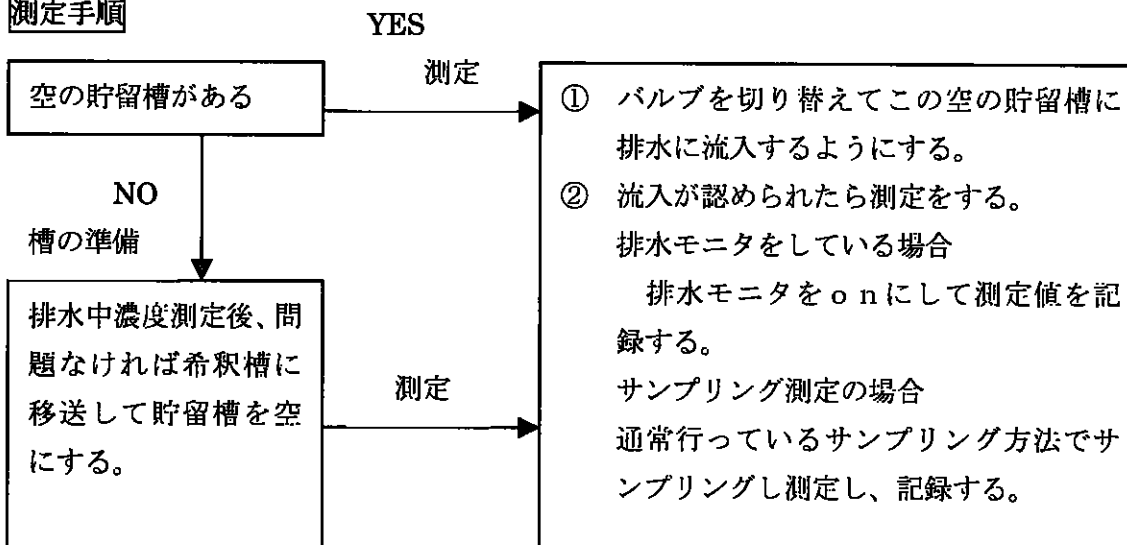 測定手順
YES
測定
空の貯留槽がある
NO
槽の準備
排水中濃度測定後、問
題なければ希釈槽に
移送して貯留槽を空
にする。
測定
① バルブを切り替えてこの空の貯留槽に
排水に流入するようにする。
② 流入が認められたら測定をする。
排水モニタをしている場合
排水モニタをｏｎにして測定値を記
録する。
サンプリング測定の場合
通常行っているサンプリング方法でサ
ンプリングし測定し、記録する。